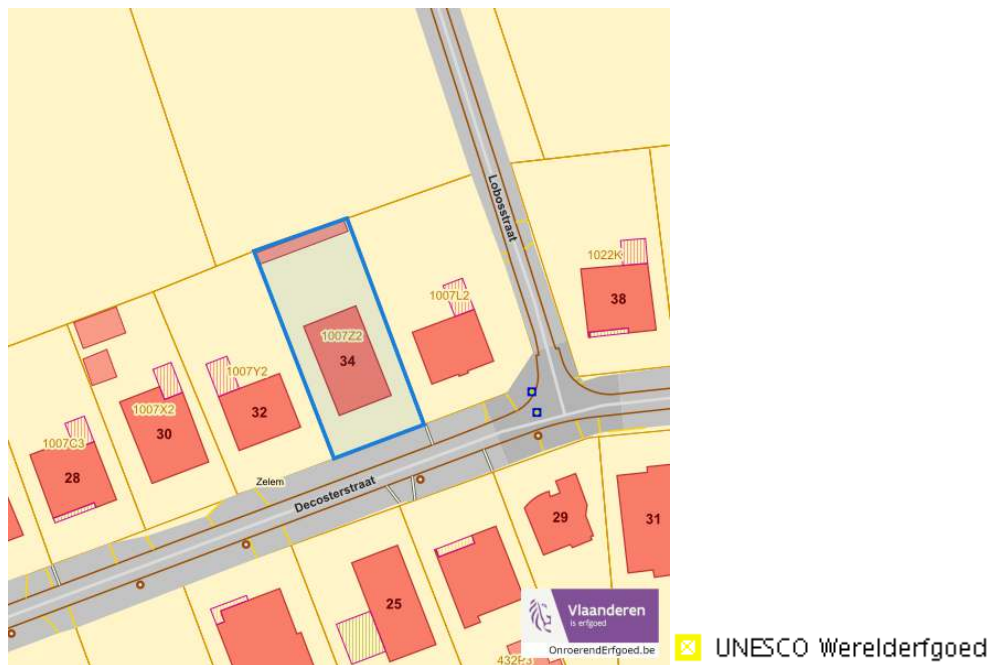 Lobosstraat
1022K
38
1007L2
1007Z2
34
1007Y2
32
1007X2
30
1007C3
28
Zelem
Decosterstraat
29
31
25
Vlaanderen
is erfgoed
OnroerendErfgoed.be
UNESCO Werelderfgoed